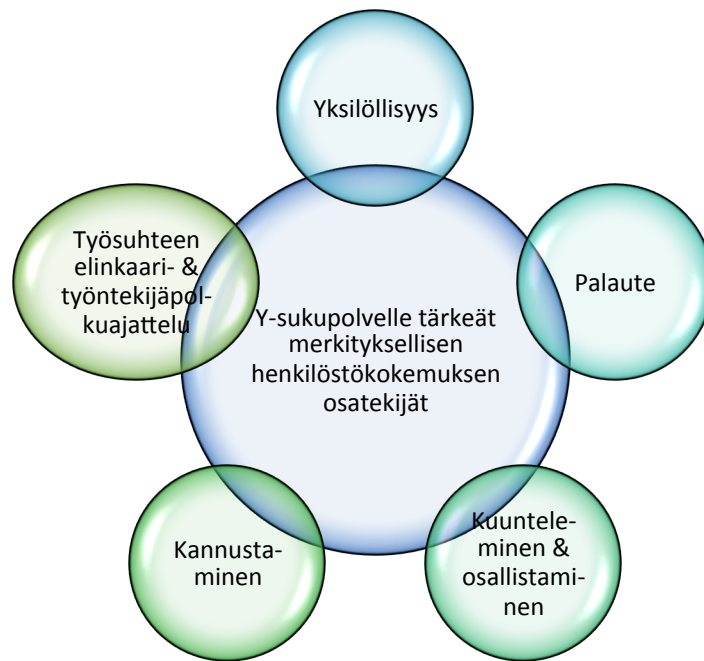 Yksilöllisyys
Työsuhteen
elinkaari- &
työntekijäpol-
kuajattelu
Palaute
Y-sukupolvelle tärkeät
merkityksellisen
henkilöstökokemuksen
osatekijät
Kannusta-
minen
Kuuntele-
minen &
osallistami-
nen